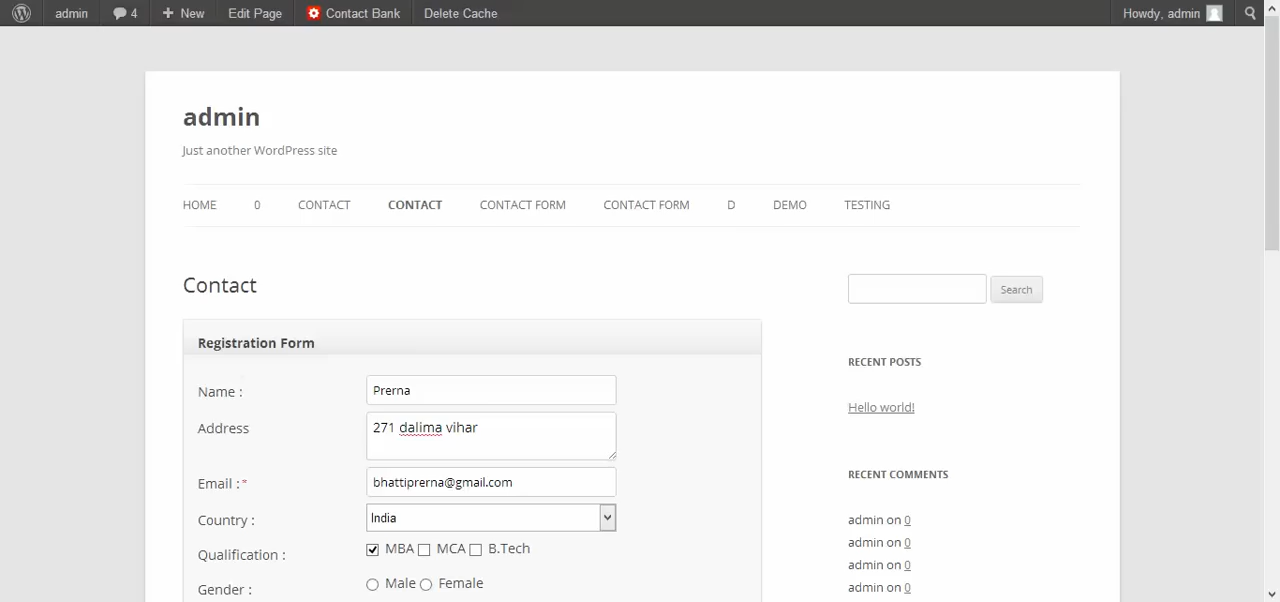 admin 4 New Edit Page Contact Bank Delete Cache Howdy, admin
admin
Just another WordPress site
HOME 0 CONTACT CONTACT CONTACT FORM CONTACT FORM D DEMO TESTING
Contact
Search
Registration Form
RECENT POSTS
Name : Prerna
Hello world!
Address 271 dalima vihar
RECENT COMMENTS
Email :* bhattiprerna@gmail.com
Country : India
admin on 0
Qualification : MBA MCA B.Tech
admin on 0
admin on 0
Gender : Male Female
admin on 0